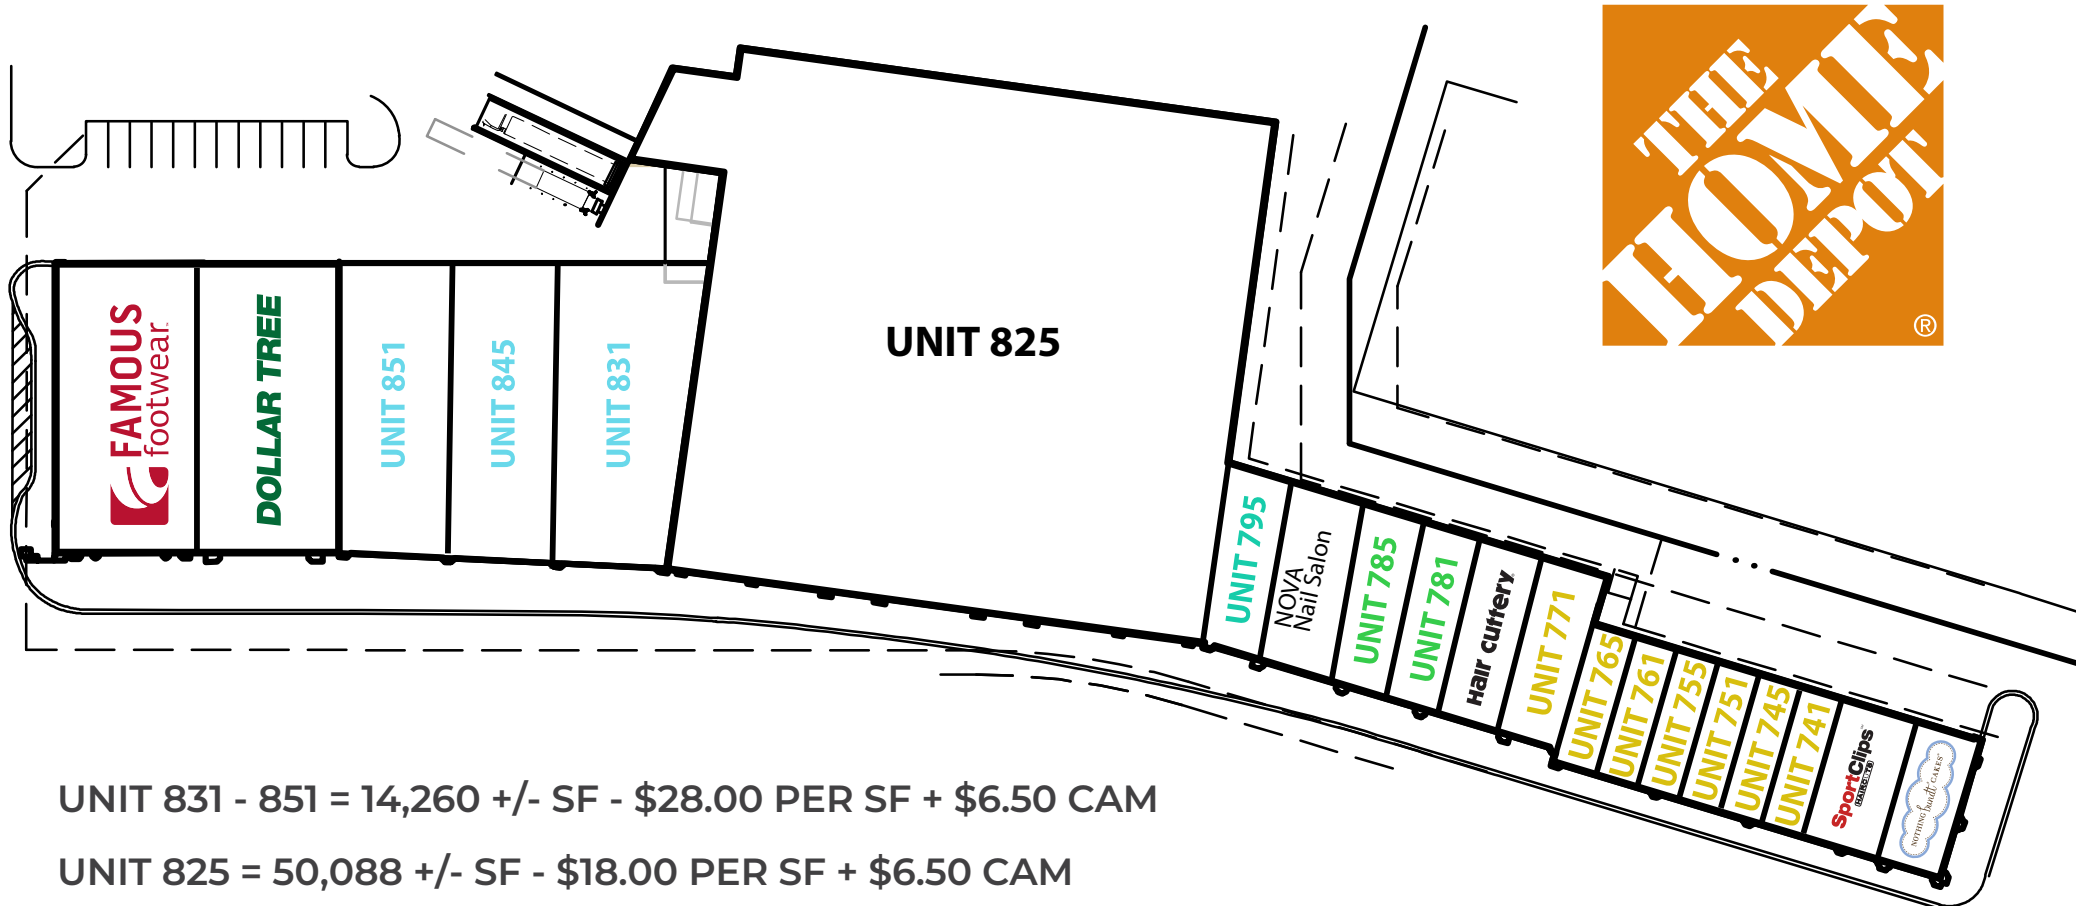 THE
HOME
DEPOT
®
FAMOUS
footwear.
DOLLAR TREE
UNIT 851
UNIT 845
UNIT 831
UNIT 825
UNIT 795
NOVA
Nail Salon
UNIT 785
UNIT 781
Hair cuttery
UNIT 771
UNIT 765
UNIT 761
UNIT 755
UNIT 751
UNIT 745
UNIT 741
SportClips
HAIRCUTS
NOTHING bundt CAKES
UNIT 831 - 851 = 14,260 +/- SF - $28.00 PER SF + $6.50 CAM
UNIT 825 = 50,088 +/- SF - $18.00 PER SF + $6.50 CAM